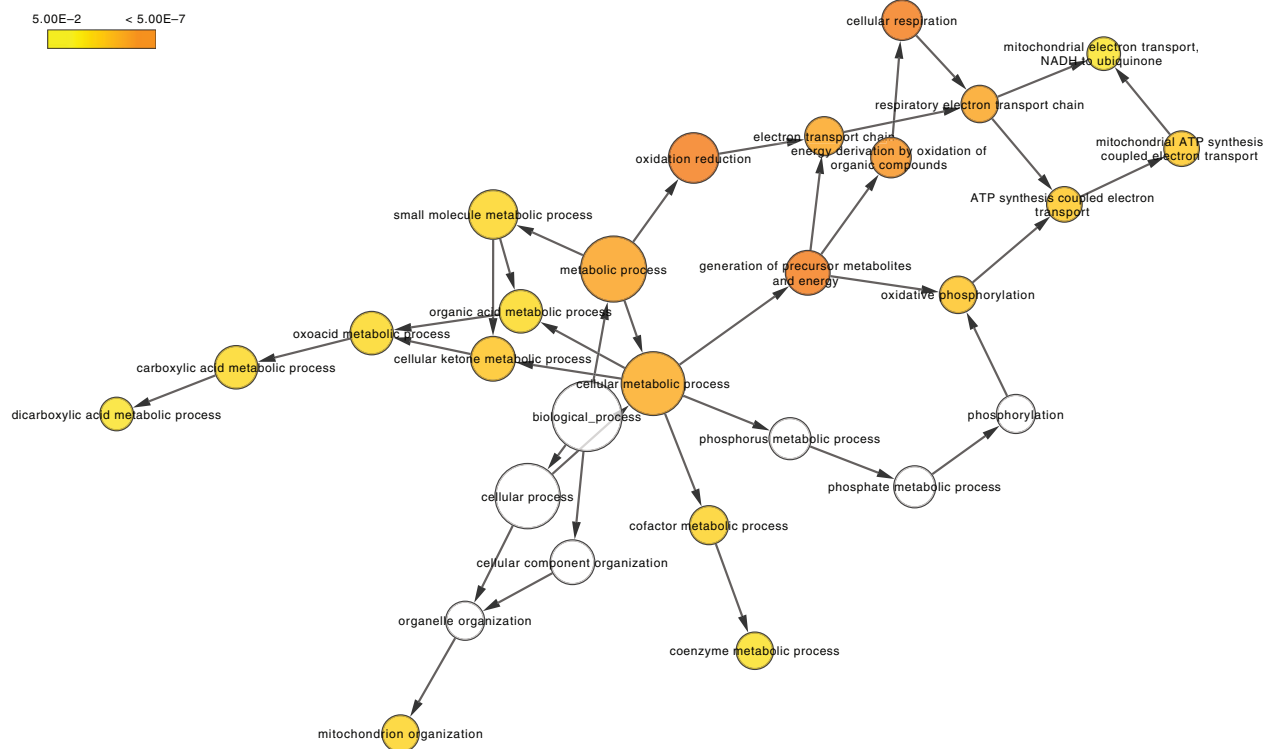 5.00E–2
< 5.00E–7
cellular respiration
mitochondrial electron transport,
NADH to ubiquinone
respiratory electron transport chain
electron transport chain
energy derivation by oxidation of
organic compounds
mitochondrial ATP synthesis
coupled electron transport
oxidation reduction
ATP synthesis coupled electron
transport
small molecule metabolic process
metabolic process
generation of precursor metabolites
and energy
oxidative phosphorylation
organic acid metabolic process
oxoacid metabolic process
cellular ketone metabolic process
carboxylic acid metabolic process
cellular metabolic process
dicarboxylic acid metabolic process
biological_process
phosphorylation
phosphorus metabolic process
phosphate metabolic process
cellular process
cofactor metabolic process
cellular component organization
organelle organization
coenzyme metabolic process
mitochondrion organization